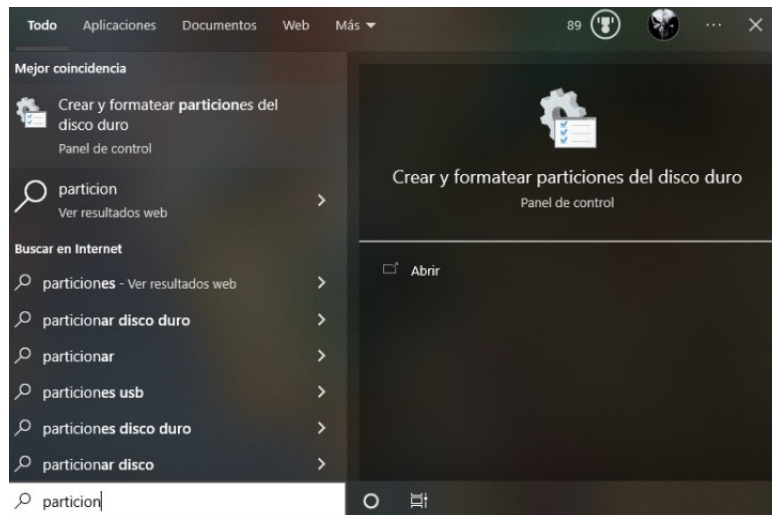 Todo Aplicaciones Documentos Web Más 89 ...
Mejor coincidencia
Crear y formatear particiones del
disco duro
Panel de control
particion
Ver resultados web
Buscar en Internet
particiones - Ver resultados web
particionar disco duro
particionar
particiones usb
particiones disco duro
particionar disco
particion
Crear y formatear particiones del disco duro
Panel de control
Abrir